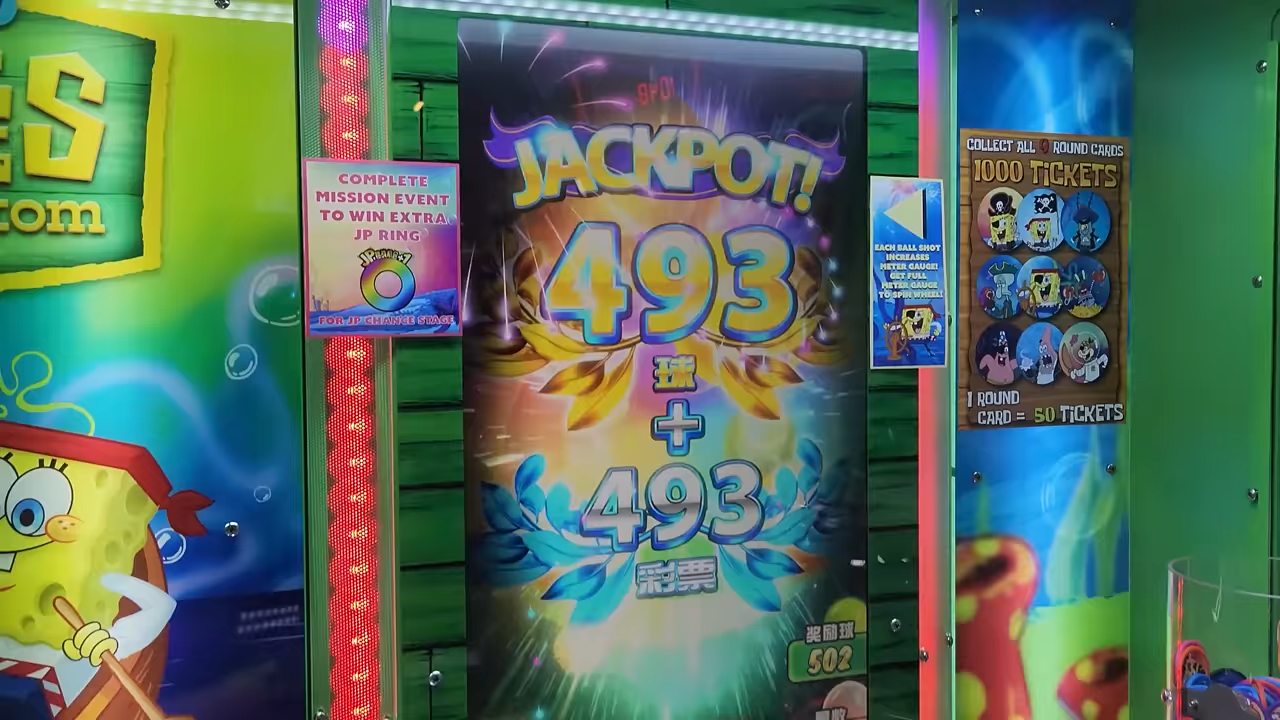 ES
.com
COMPLETE
MISSION EVENT
TO WIN EXTRA
JP RING
FOR JP CHANCE STAGE
JACKPOT!
493
球
+
493
彩票
奖励球
502
EACH BALL SHOT
INCREASES
METER GAUGE!
GET FULL
METER GAUGE
TO SPIN WHEEL!
COLLECT ALL 9 ROUND CARDS
1000 TICKETS
1 ROUND
CARD = 50 TICKETS